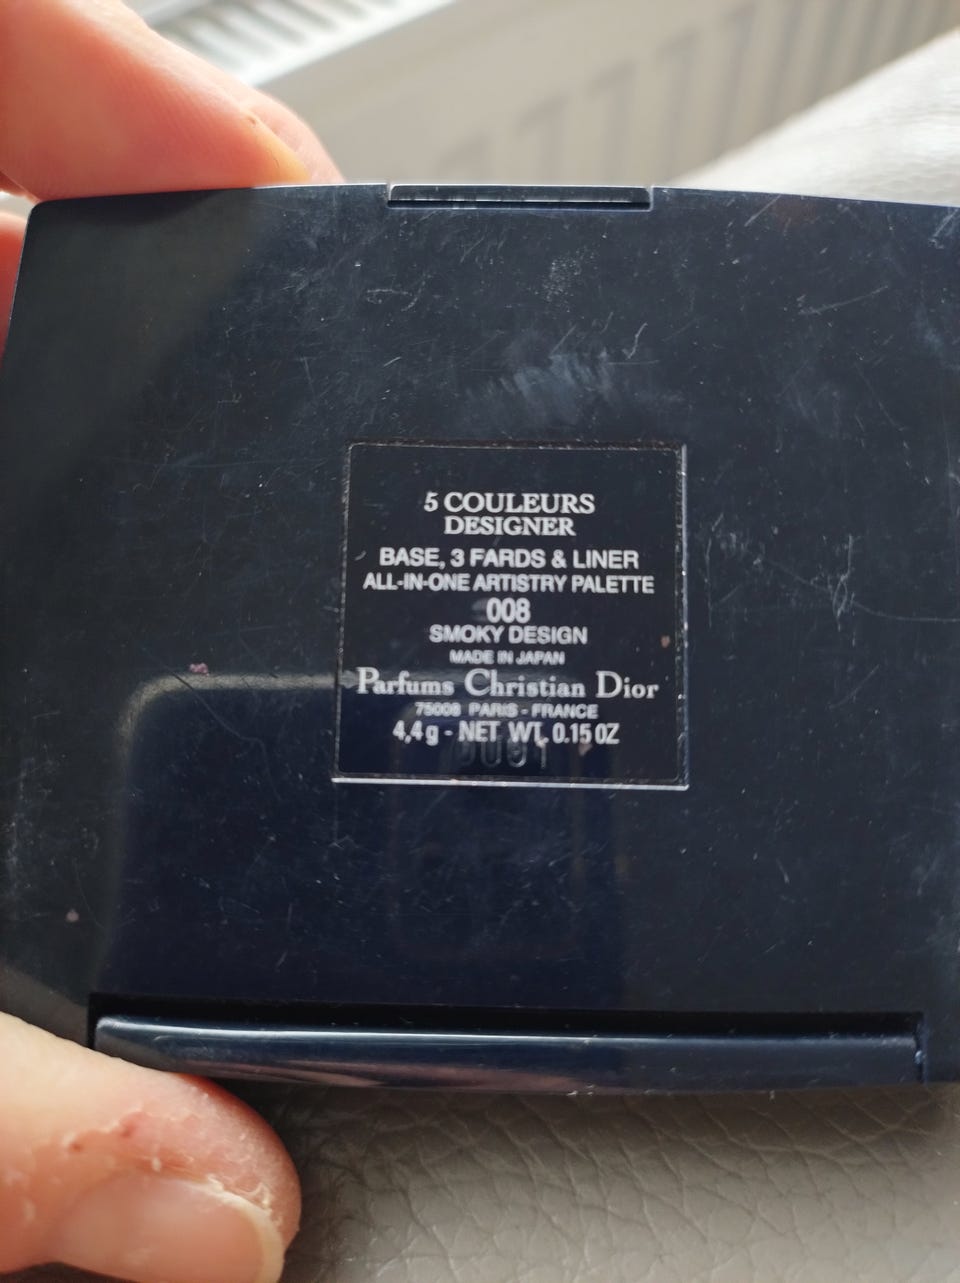 5 COULEURS
DESIGNER
BASE, 3 FARDS & LINER
ALL-IN-ONE ARTISTRY PALETTE
008
SMOKY DESIGN
MADE IN JAPAN
Parfums Christian Dior
75008 PARIS - FRANCE
4,4 g - NET WT. 0.15 OZ